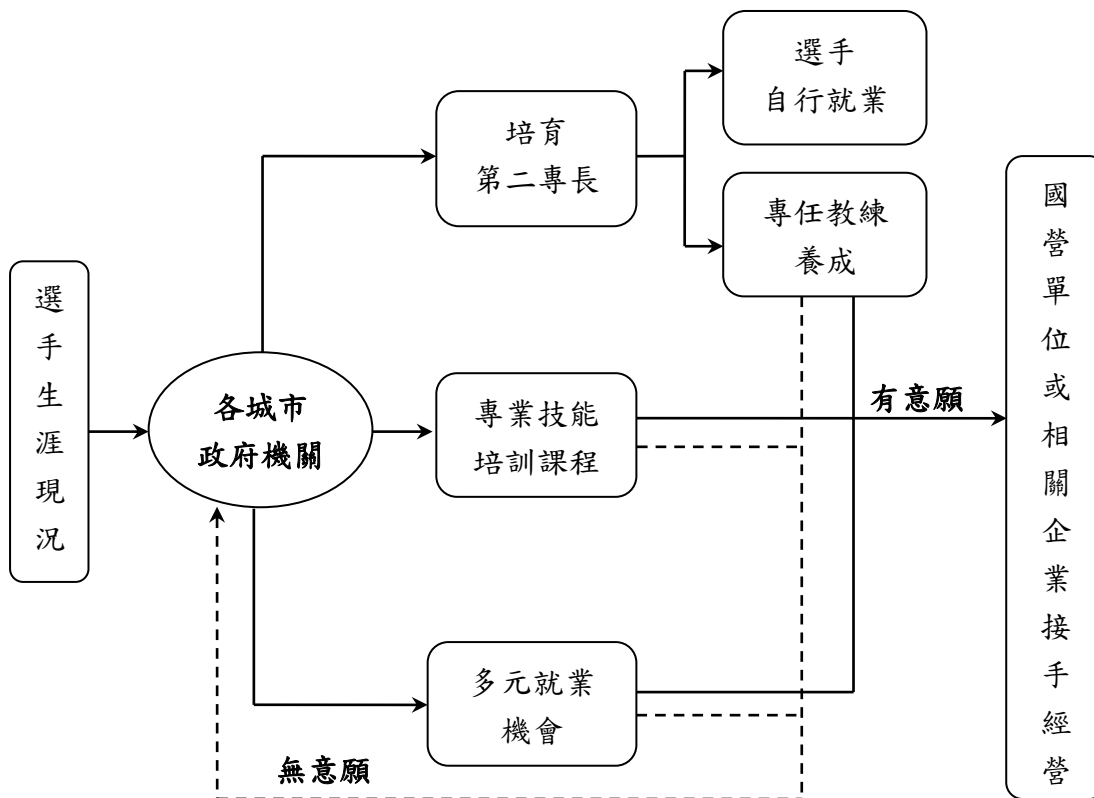 選手生涯現況
各城市
政府機關
培育
第二專長
選手
自行就業
專任教練
養成
專業技能
培訓課程
多元就業
機會
有意願
無意願
國營單位或相關企業接手經營